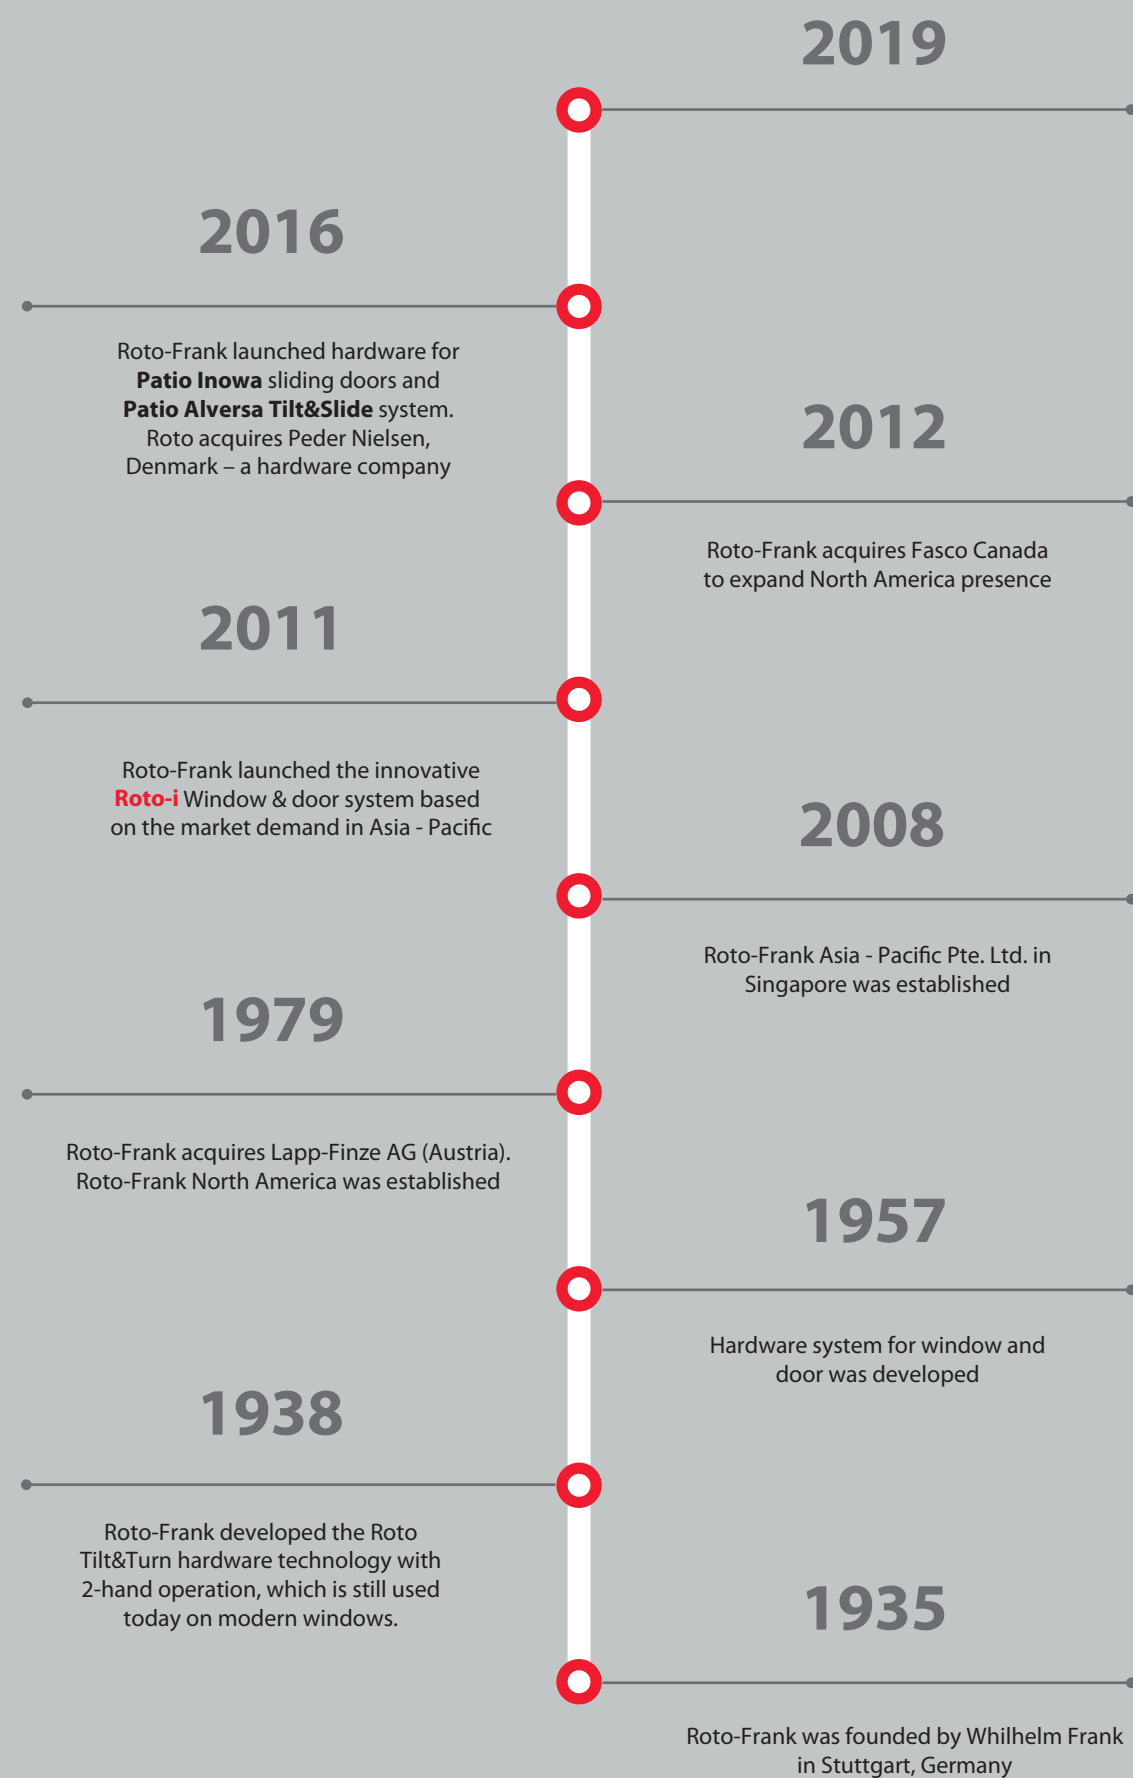 2019
2016
Roto-Frank launched hardware for
Patio Inowa sliding doors and
Patio Alversa Tilt&Slide system.
Roto acquires Peder Nielsen,
Denmark – a hardware company
2012
Roto-Frank acquires Fasco Canada
to expand North America presence
2011
Roto-Frank launched the innovative
Roto-i Window & door system based
on the market demand in Asia - Pacific
2008
Roto-Frank Asia - Pacific Pte. Ltd. in
Singapore was established
1979
Roto-Frank acquires Lapp-Finze AG (Austria).
Roto-Frank North America was established
1957
Hardware system for window and
door was developed
1938
Roto-Frank developed the Roto
Tilt&Turn hardware technology with
2-hand operation, which is still used
today on modern windows.
1935
Roto-Frank was founded by Whilhelm Frank
in Stuttgart, Germany